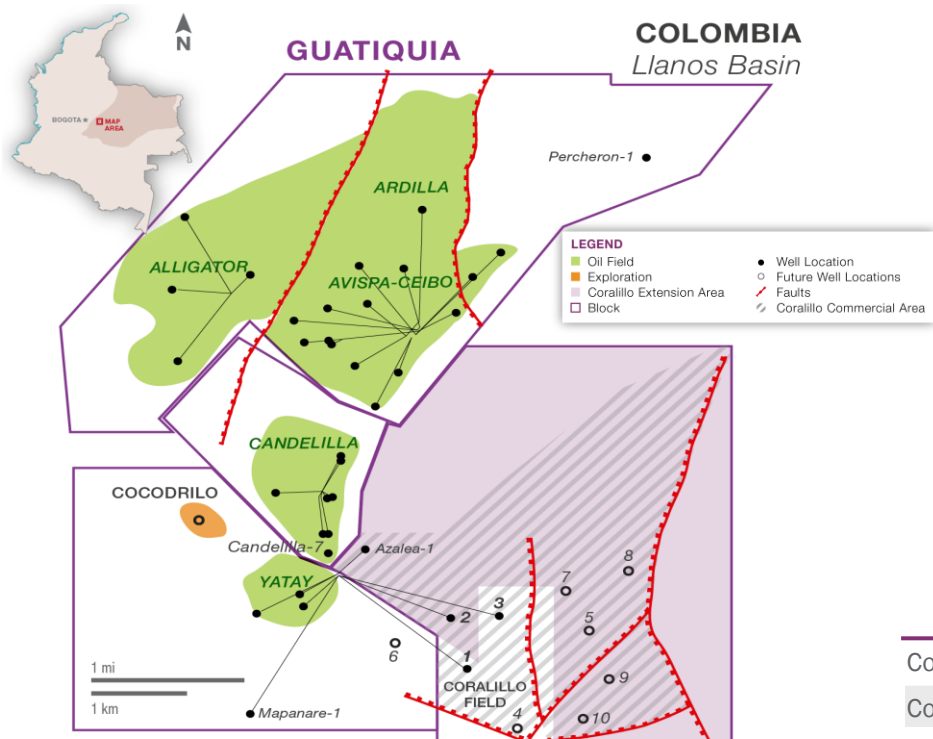 N
GUATIQUIA
COLOMBIA
Llanos Basin
BOGOTA
MAP
AREA
Percheron-1
ARDILLA
ALLIGATOR
AVISPA-CEIBO
LEGEND
Oil Field
Exploration
Coralillo Extension Area
Block
Well Location
Future Well Locations
Faults
Coralillo Commercial Area
CANDELILLA
COCODRILO
Candelilla-7
Azalea-1
YATAY
8
7
3
2
5
6
1
CORALILLO
FIELD
9
4
10
1 mi
1 km
Mapanare-1
Co
Co